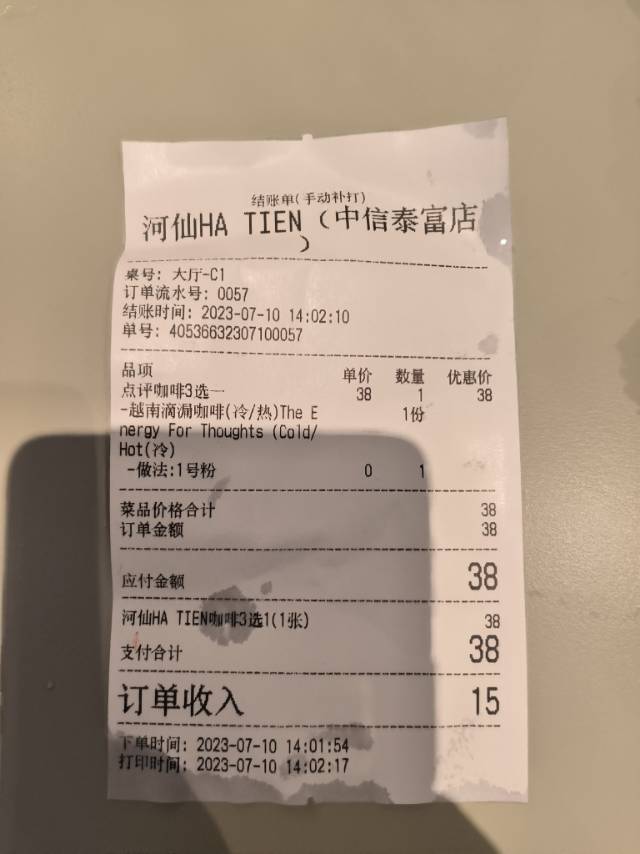 结账单(手动补打)
河仙HA TIEN（中信泰富店
）
桌号: 大厅-C1
订单流水号: 0057
结账时间: 2023-07-10 14:02:10
单号: 40536632307100057
品项 单价 数量 优惠价
点评咖啡3选一 38 1 38
-越南滴漏咖啡(冷/热)The E 1份
nergy For Thoughts (Cold/
Hot(冷)
-做法:1号粉 0 1
菜品价格合计 38
订单金额 38
应付金额 38
河仙HA TIEN咖啡3选1(1张) 38
支付合计 38
订单收入 15
下单时间: 2023-07-10 14:01:54
打印时间: 2023-07-10 14:02:17